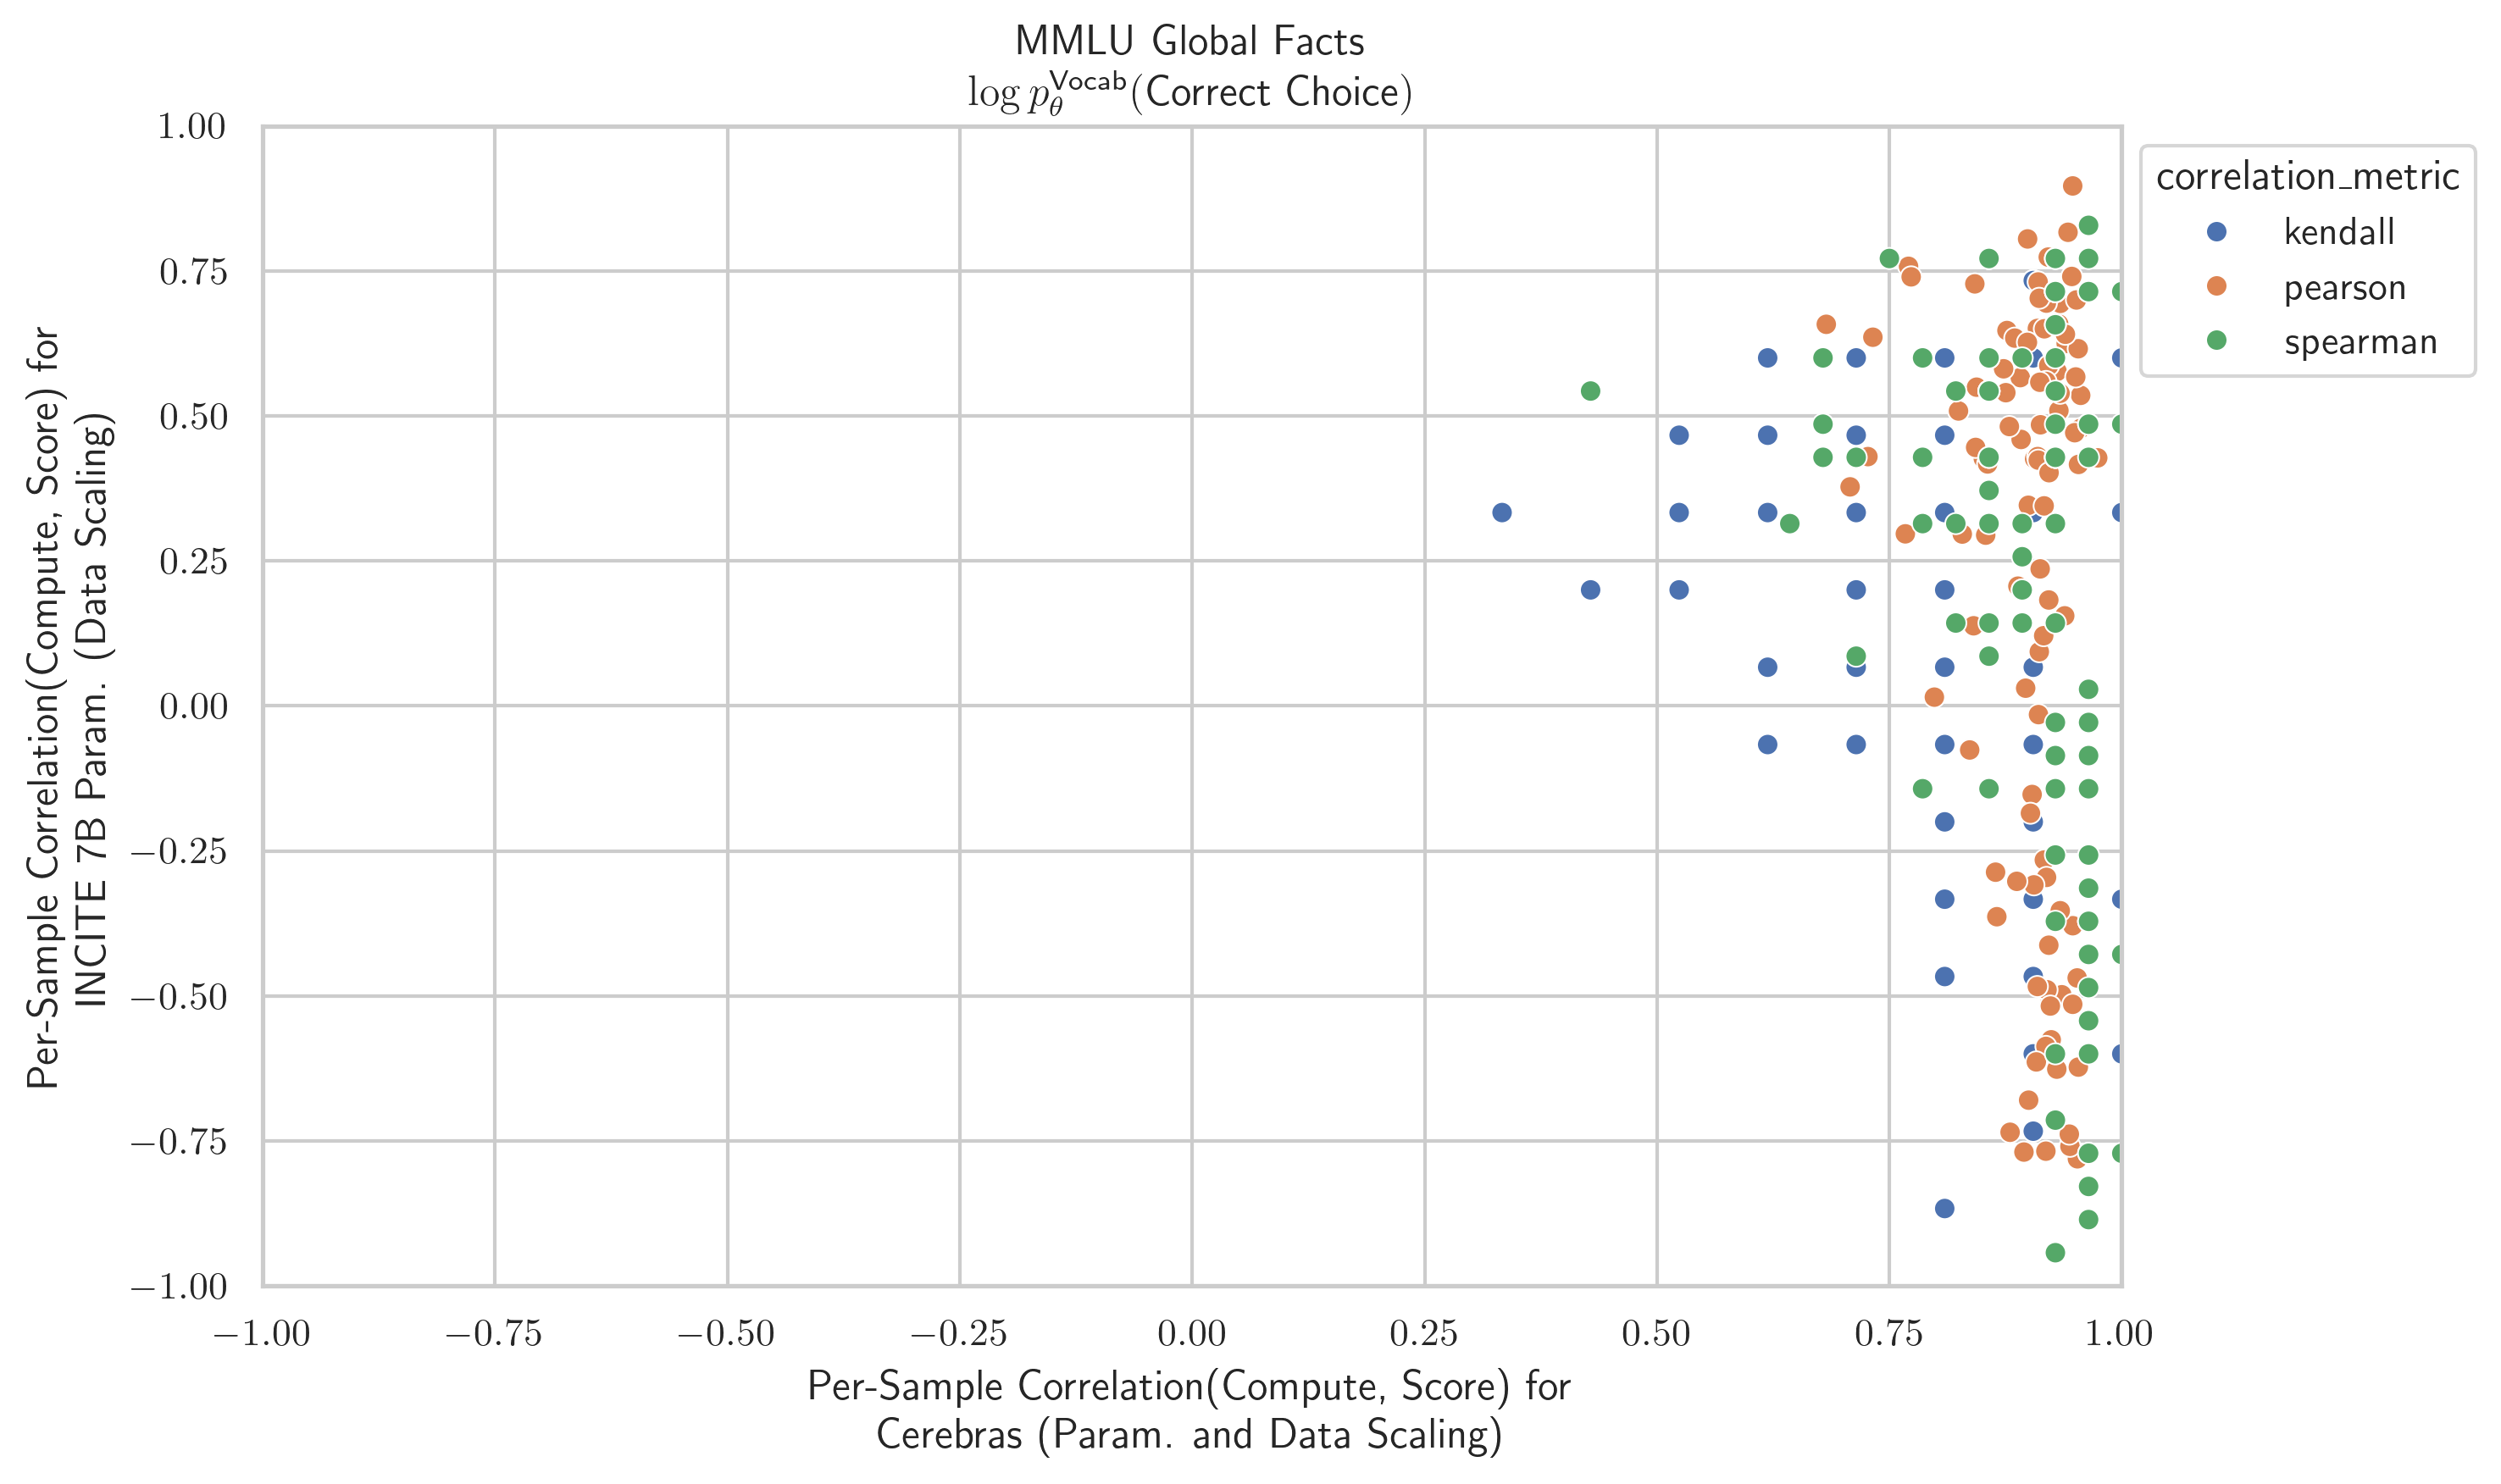 MMLU Global Facts
log p_θ^Vocab(Correct Choice)
1.00
0.75
0.50
0.25
0.00
−0.25
−0.50
−0.75
−1.00
Per-Sample Correlation(Compute, Score) for
INCITE 7B Param. (Data Scaling)
correlation_metric
kendall
pearson
spearman
−1.00 −0.75 −0.50 −0.25 0.00 0.25 0.50 0.75 1.00
Per-Sample Correlation(Compute, Score) for
Cerebras (Param. and Data Scaling)